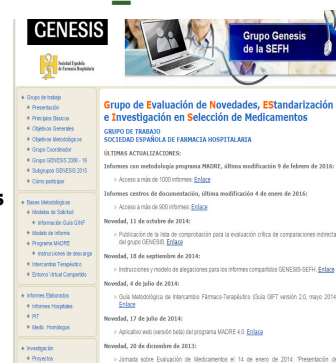 GENESIS
Sociedad Española
de Farmacia Hospitalaria
Grupo Genesis
de la SEFH
Grupo de trabajo
Presentación
Principios Básicos
Objetivos Generales
Objetivos Metodológicos
Grupo Coordinador
Grupo GENESIS 2006 - 16
Subgrupos GENESIS 2015
Cómo participar
Bases Metodológicas
Modelos de Solicitud
Información Guía GINF
Modelo de Informe
Programa MADRE
Instrucciones de descarga
Intercambio Terapéutico
Entorno Virtual Compartido
Informes Elaborados
Informes Hospitales
PIT
Medic. Homologos
Investigación
Proyectos
Grupo de Evaluación de Novedades, EStandarización
e Investigación en Selección de Medicamentos
GRUPO DE TRABAJO
SOCIEDAD ESPAÑOLA DE FARMACIA HOSPITALARIA
ÚLTIMAS ACTUALIZACIONES:
Informes con metodología programa MADRE, última modificación 9 de febrero de 2016:
Acceso a más de 1000 informes: Enlace
Informes centros de documentación, última modificación 4 de enero de 2016:
Acceso a más de 900 informes: Enlace
Novedad, 11 de octubre de 2014:
Publicación de la lista de comprobación para la evaluación crítica de comparaciones indirectas
del grupo GENESIS. Enlace
Novedad, 18 de septiembre de 2014:
Instrucciones y modelo de alegaciones para los informes compartidos GENESIS-SEFH. Enlace
Novedad, 4 de julio de 2014:
Guía Metodológica de Intercambio Fármaco-Terapéutico (Guía GIFT versión 2.0, mayo 2014
Enlace
Novedad, 17 de julio de 2014:
Aplicativo web (versión beta) del programa MADRE 4.0. Enlace
Novedad, 20 de diciembre de 2013:
Jornada sobre Evaluación de Medicamentos el 14 de enero de 2014: "Presentación de
s